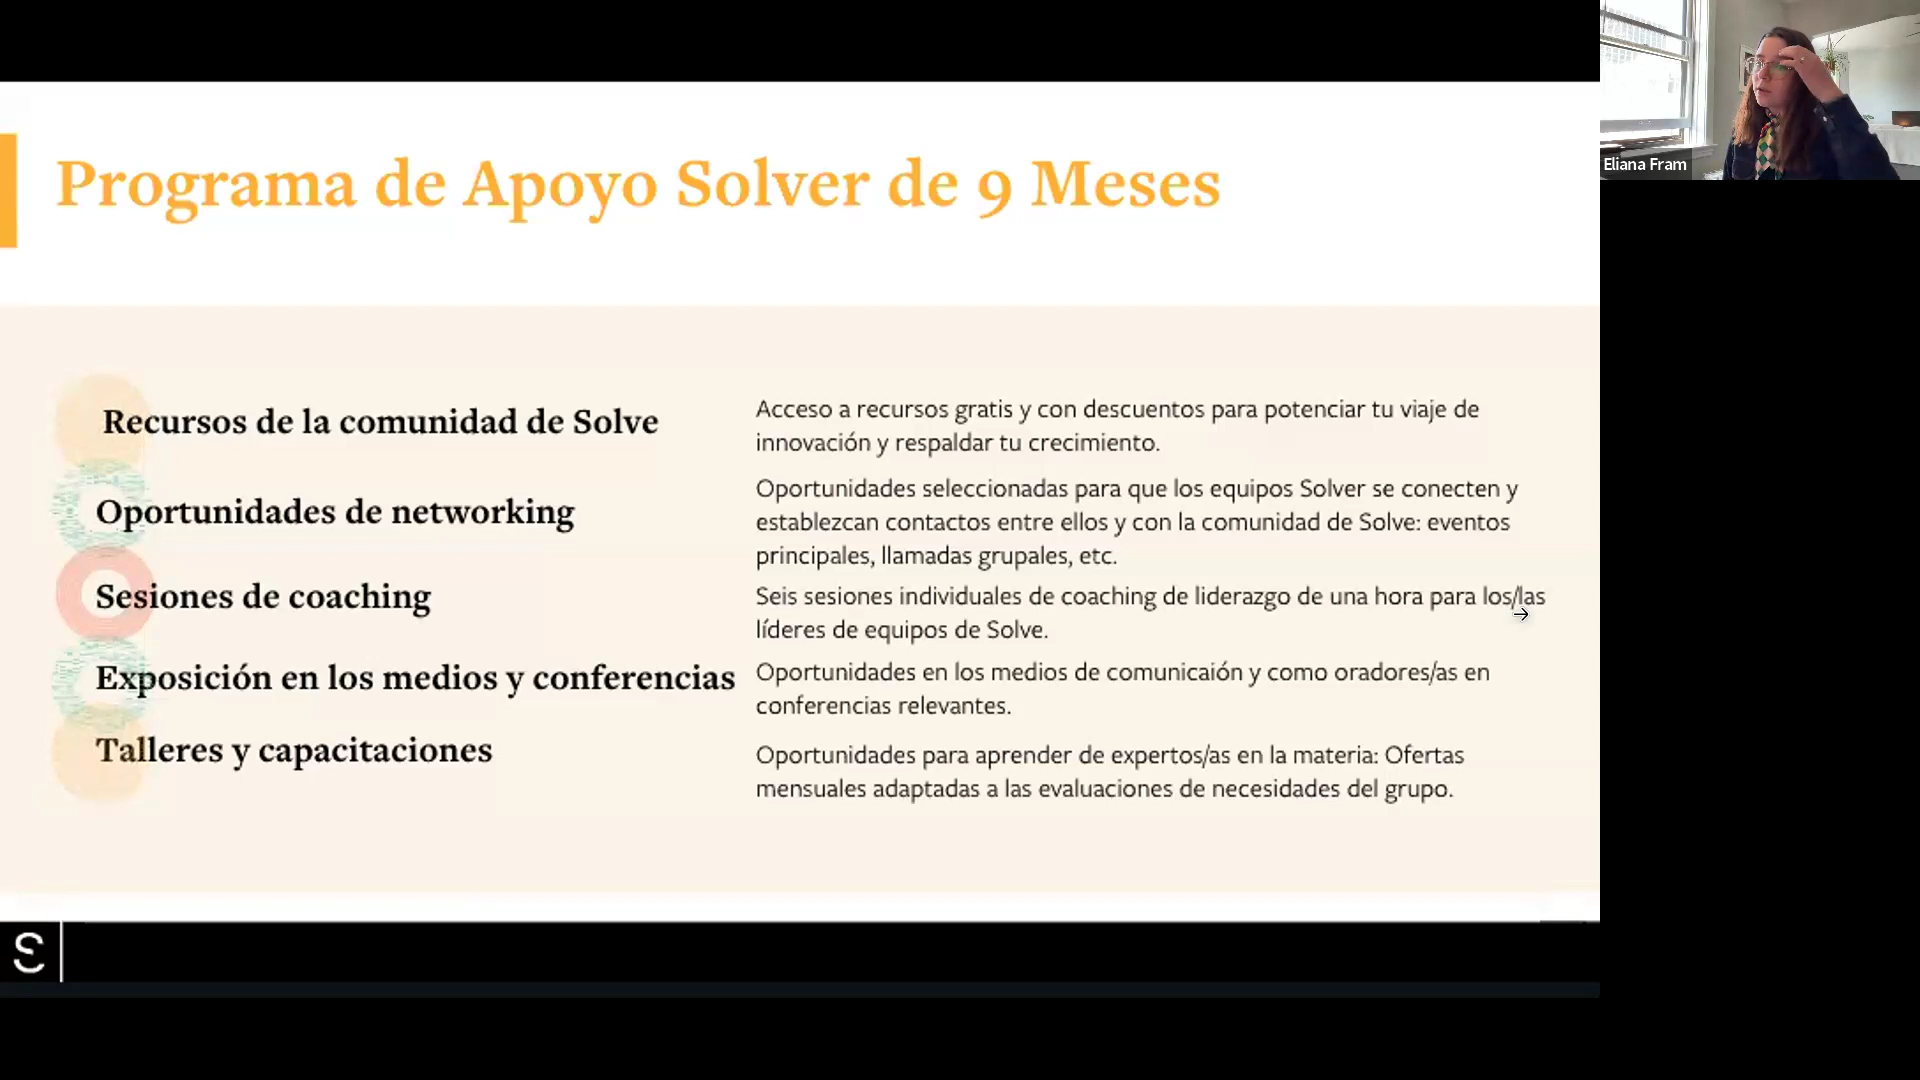 Programa de Apoyo Solver de 9 Meses
Eliana Fram
Recursos de la comunidad de Solve
Acceso a recursos gratis y con descuentos para potenciar tu viaje de
innovación y respaldar tu crecimiento.
Oportunidades de networking
Oportunidades seleccionadas para que los equipos Solver se conecten y
establezcan contactos entre ellos y con la comunidad de Solve: eventos
principales, llamadas grupales, etc.
Sesiones de coaching
Seis sesiones individuales de coaching de liderazgo de una hora para los/las
líderes de equipos de Solve.
Exposición en los medios y conferencias
Oportunidades en los medios de comunicaión y como oradores/as en
conferencias relevantes.
Talleres y capacitaciones
Oportunidades para aprender de expertos/as en la materia: Ofertas
mensuales adaptadas a las evaluaciones de necesidades del grupo.